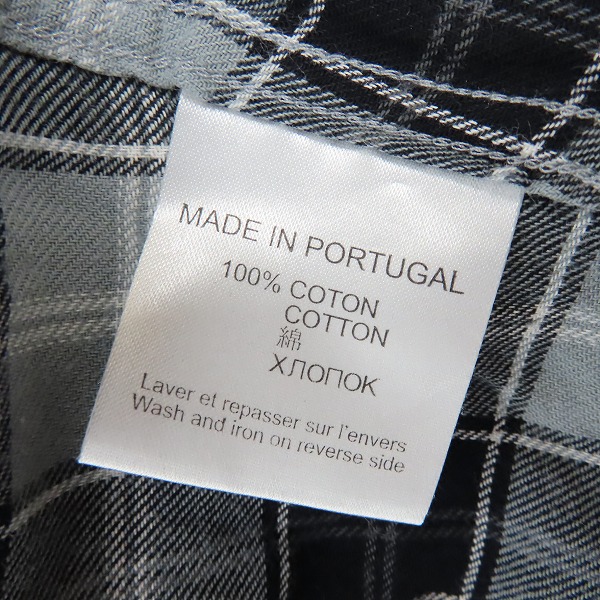 MADE IN PORTUGAL
100% COTON
COTTON
綿
ХЛОПОК
Laver et repasser sur l'envers
Wash and iron on reverse side